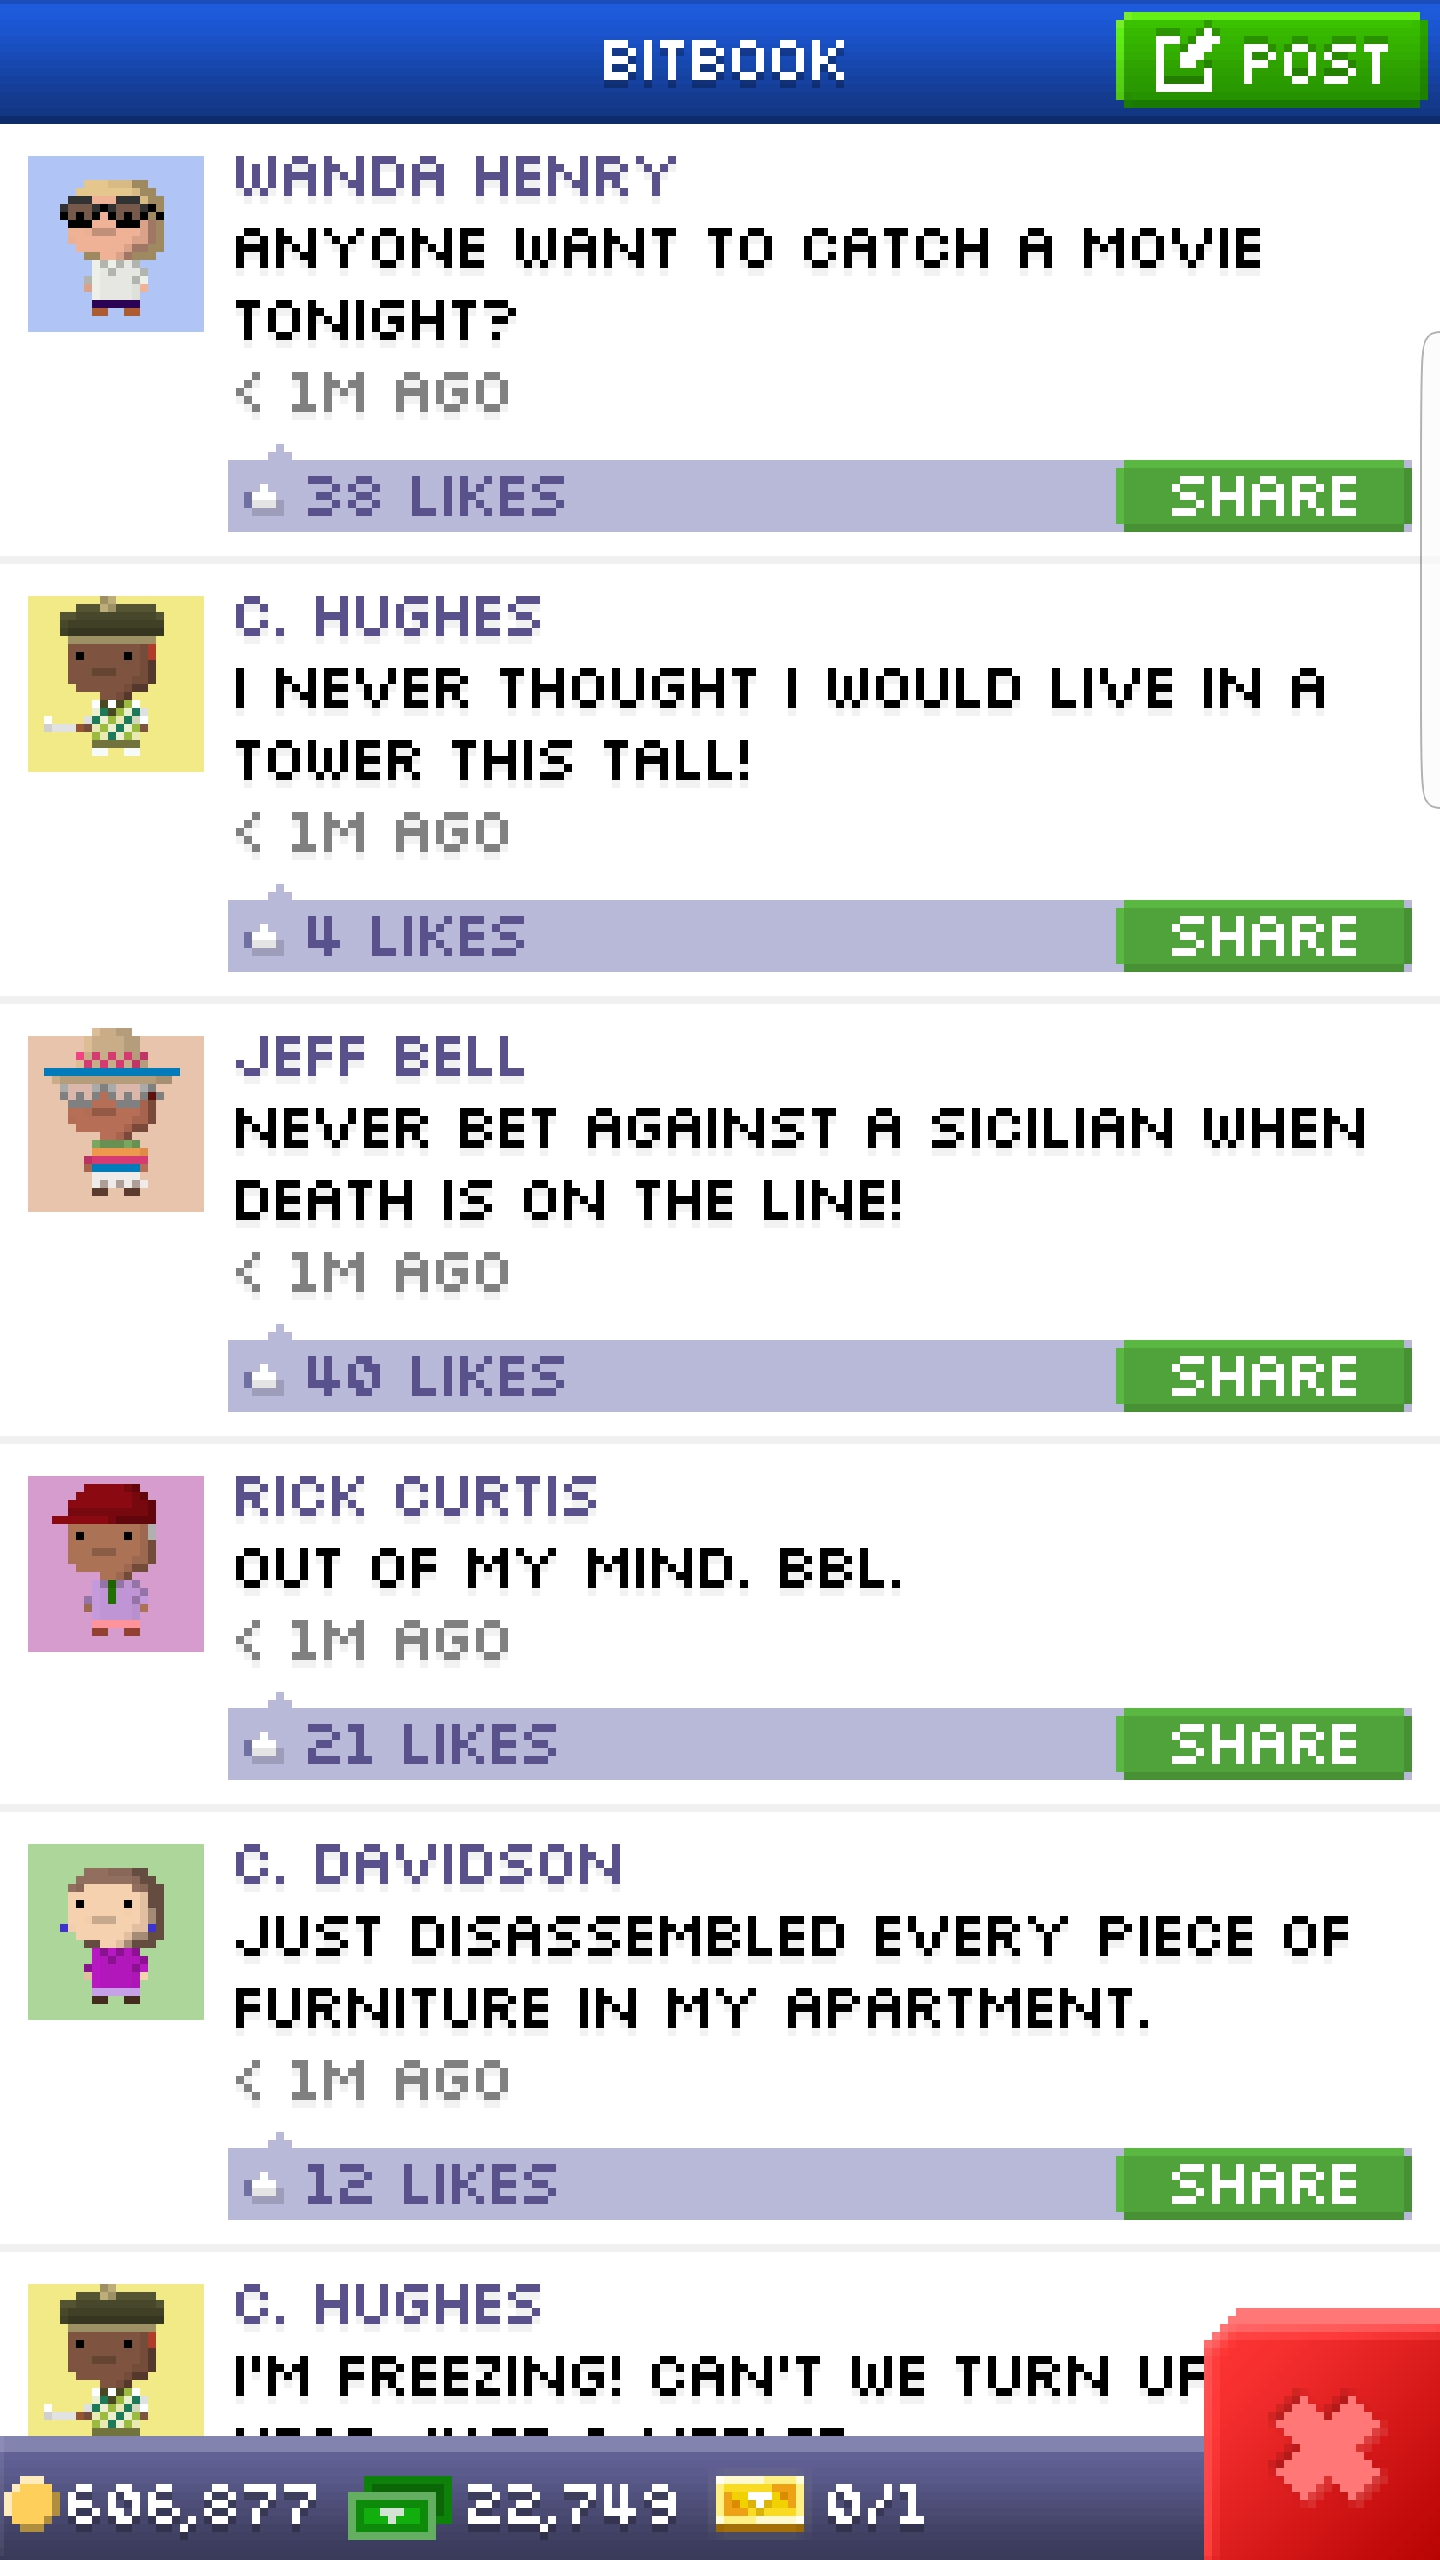 BITBOOK
POST
WANDA HENRY
ANYONE WANT TO CATCH A MOVIE
TONIGHT?
< 1M AGO
38 LIKES
SHARE
C. HUGHES
I NEVER THOUGHT I WOULD LIVE IN A
TOWER THIS TALL!
< 1M AGO
4 LIKES
SHARE
JEFF BELL
NEVER BET AGAINST A SICILIAN WHEN
DEATH IS ON THE LINE!
< 1M AGO
40 LIKES
SHARE
RICK CURTIS
OUT OF MY MIND. BBL.
< 1M AGO
21 LIKES
SHARE
C. DAVIDSON
JUST DISASSEMBLED EVERY PIECE OF
FURNITURE IN MY APARTMENT.
< 1M AGO
12 LIKES
SHARE
C. HUGHES
I'M FREEZING! CAN'T WE TURN
606,877 22,749 0/1